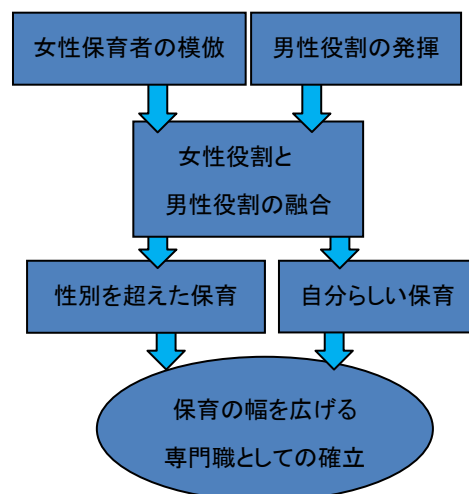 女性保育者の模倣
男性役割の発揮
女性役割と
男性役割の融合
性別を超えた保育
自分らしい保育
保育の幅を広げる
専門職としての確立